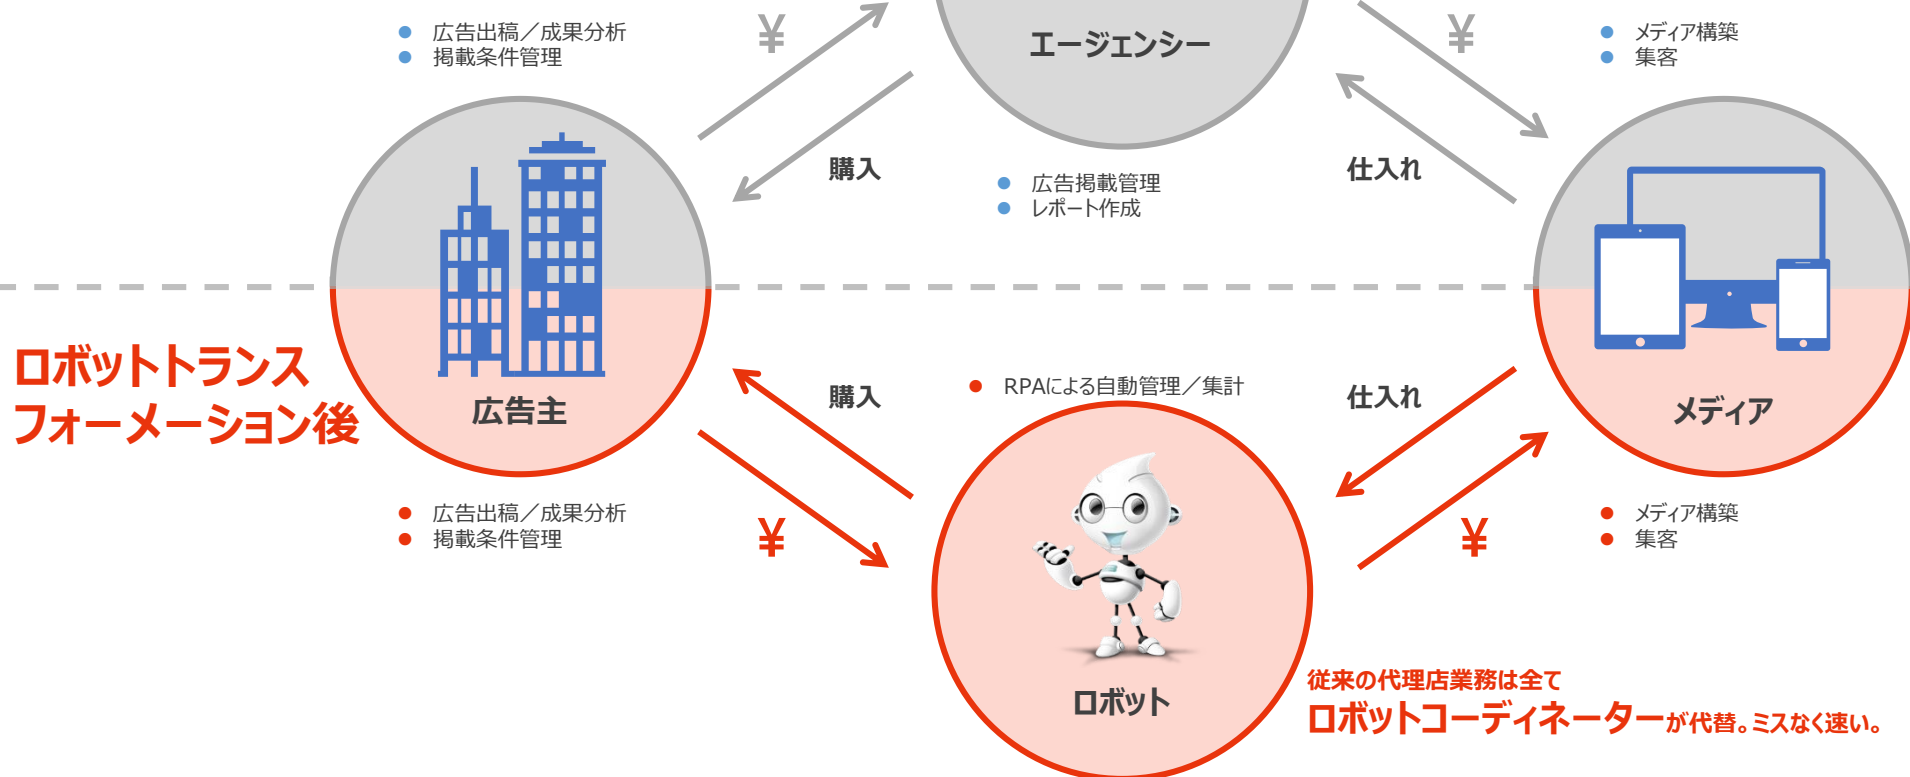 広告出稿／成果分析
掲載条件管理
¥
エージェンシー
¥
メディア構築
集客
購入
仕入れ
広告掲載管理
レポート作成
ロボットトランス
フォーメーション後
広告主
購入
RPAによる自動管理／集計
仕入れ
メディア
広告出稿／成果分析
掲載条件管理
¥
¥
メディア構築
集客
ロボット
従来の代理店業務は全て
ロボットコーディネーターが代替。ミスなく速い。